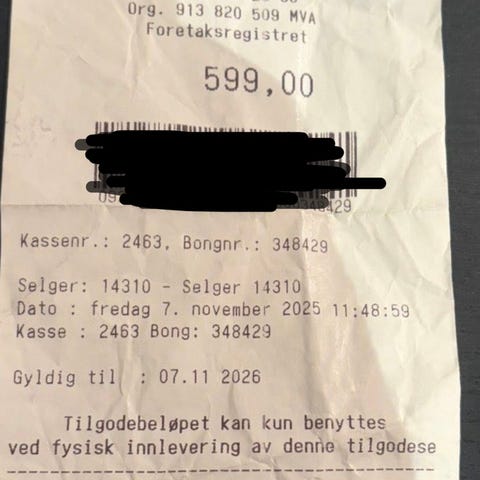 Org. 913 820 509 MVA
Foretaksregistret
599,00
348429
Kassenr.: 2463, Bongnr.: 348429
Selger: 14310 - Selger 14310
Dato : fredag 7. november 2025 11:48:59
Kasse : 2463 Bong: 348429
Gyldig til : 07.11 2026
Tilgodebeløpet kan kun benyttes
ved fysisk innlevering av denne tilgodese